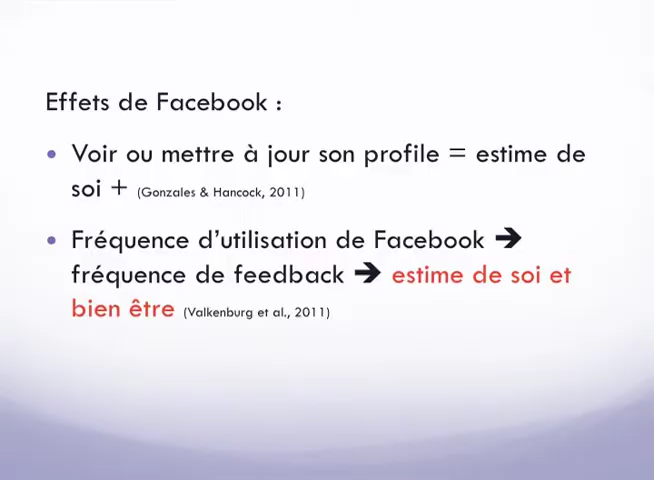 Effets de Facebook :
• Voir ou mettre à jour son profile = estime de
soi + (Gonzales & Hancock, 2011)
• Fréquence d’utilisation de Facebook ➔
fréquence de feedback ➔ estime de soi et
bien être (Valkenburg et al., 2011)